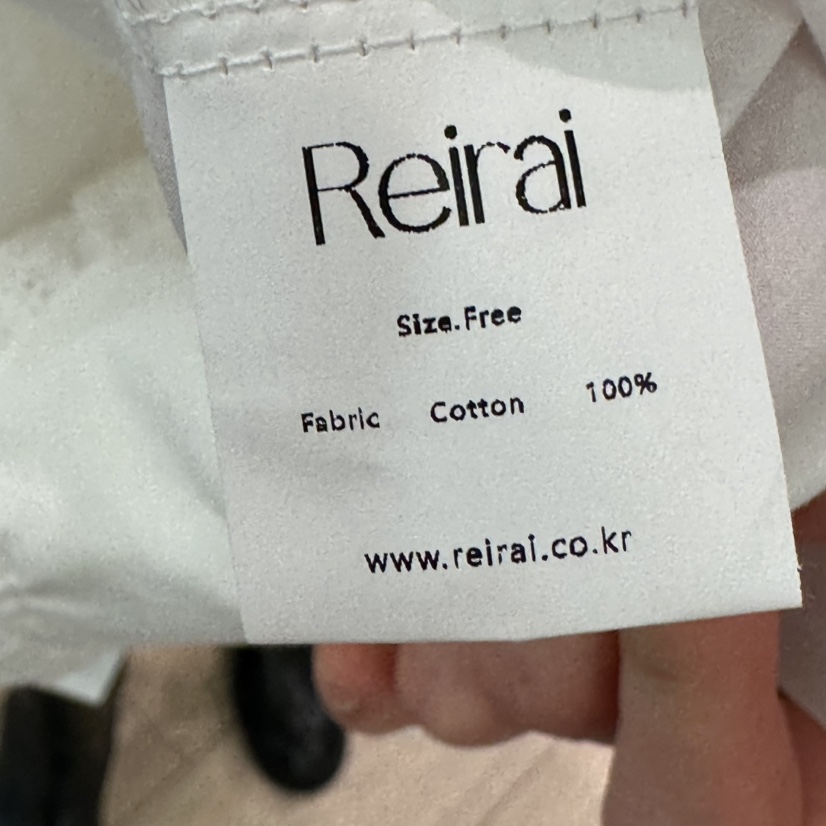 Reirai
Size.Free
Fabric Cotton 100%
www.reirai.co.kr